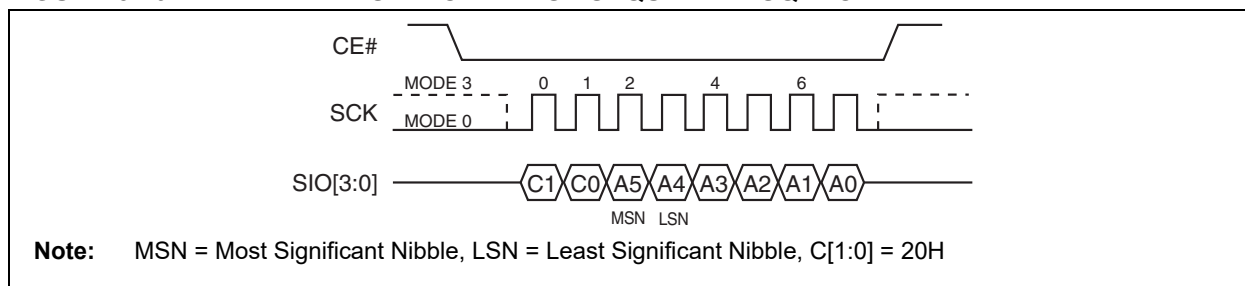 CE#
MODE 3 0 1 2 4 6
SCK
MODE 0
SIO[3:0] C1 C0 A5 A4 A3 A2 A1 A0
MSN LSN
Note: MSN = Most Significant Nibble, LSN = Least Significant Nibble, C[1:0] = 20H